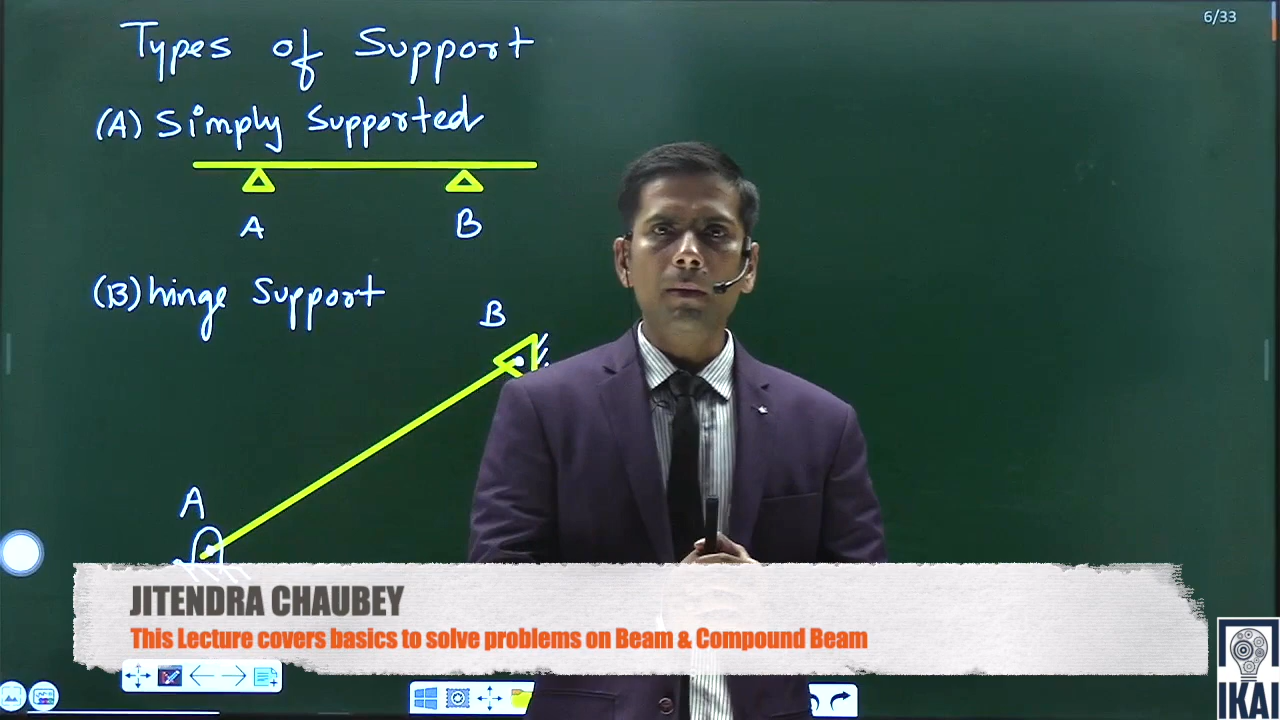 6/33
Types of Support
(A) Simply Supported
A
B
(B) hinge Support
B
A
JITENDRA CHAUBEY
This Lecture covers basics to solve problems on Beam & Compound Beam
IKAI